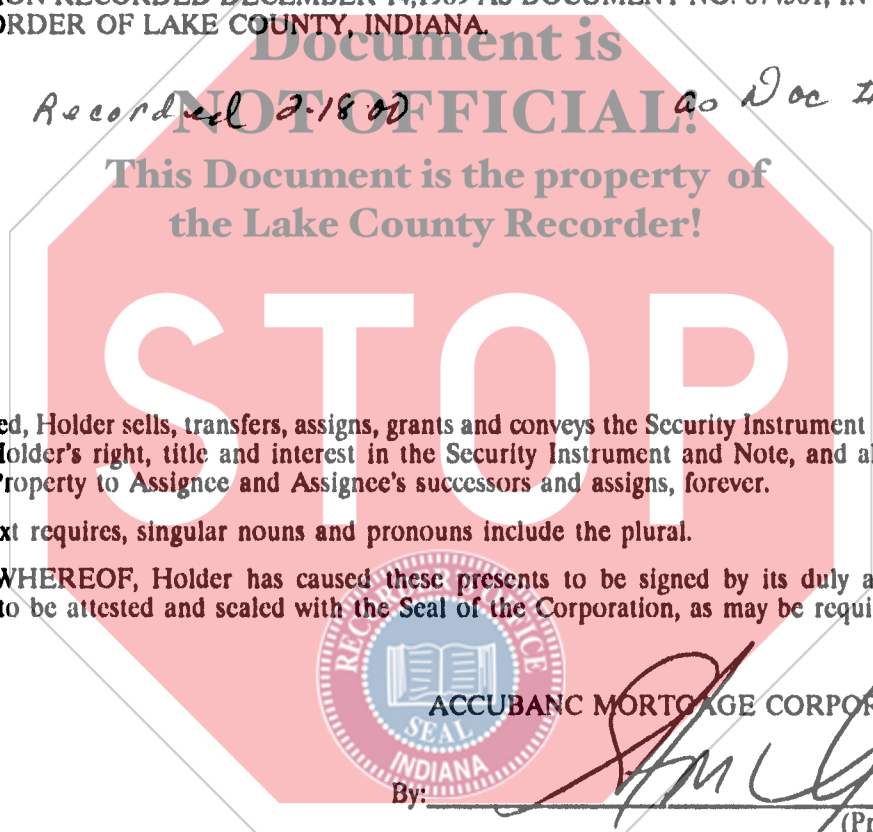 ORDER OF LAKE COUNTY, INDIANA.
Document is
Recorded 2-18-00 as Doc
NOT OFFICIAL!
This Document is the property of
the Lake County Recorder!
STOP
ed, Holder sells, transfers, assigns, grants and conveys the Security Instrument
Holder's right, title and interest in the Security Instrument and Note, and al
Property to Assignee and Assignee's successors and assigns, forever.
xt requires, singular nouns and pronouns include the plural.
WHEREOF, Holder has caused these presents to be signed by its duly a
to be attested and sealed with the Seal of the Corporation, as may be requi
RECORDER'S OFFICE
SEAL
INDIANA
ACCUBANC MORTGAGE CORPOR
By:
(Pr